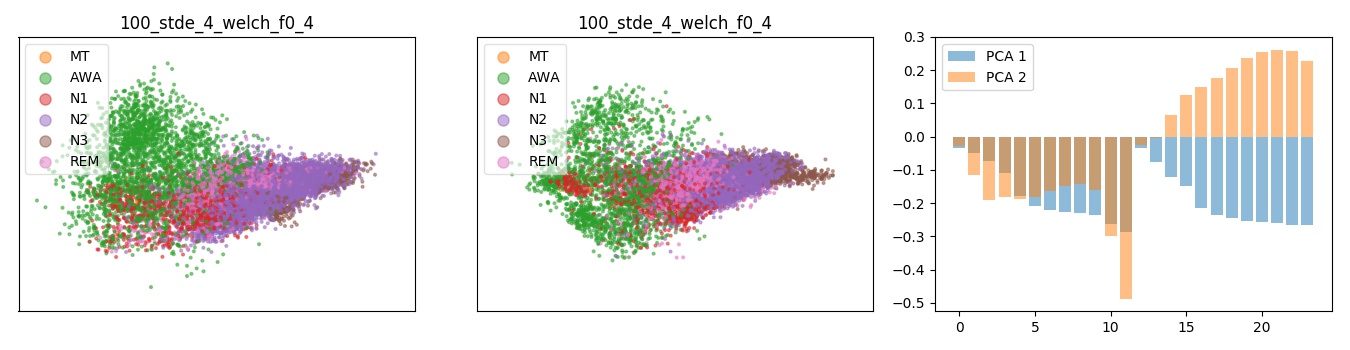 100_stde_4_welch_f0_4
MT
AWA
N1
N2
N3
REM
100_stde_4_welch_f0_4
MT
AWA
N1
N2
N3
REM
PCA 1
PCA 2
0.3
0.2
0.1
0.0
−0.1
−0.2
−0.3
−0.4
−0.5
0
5
10
15
20